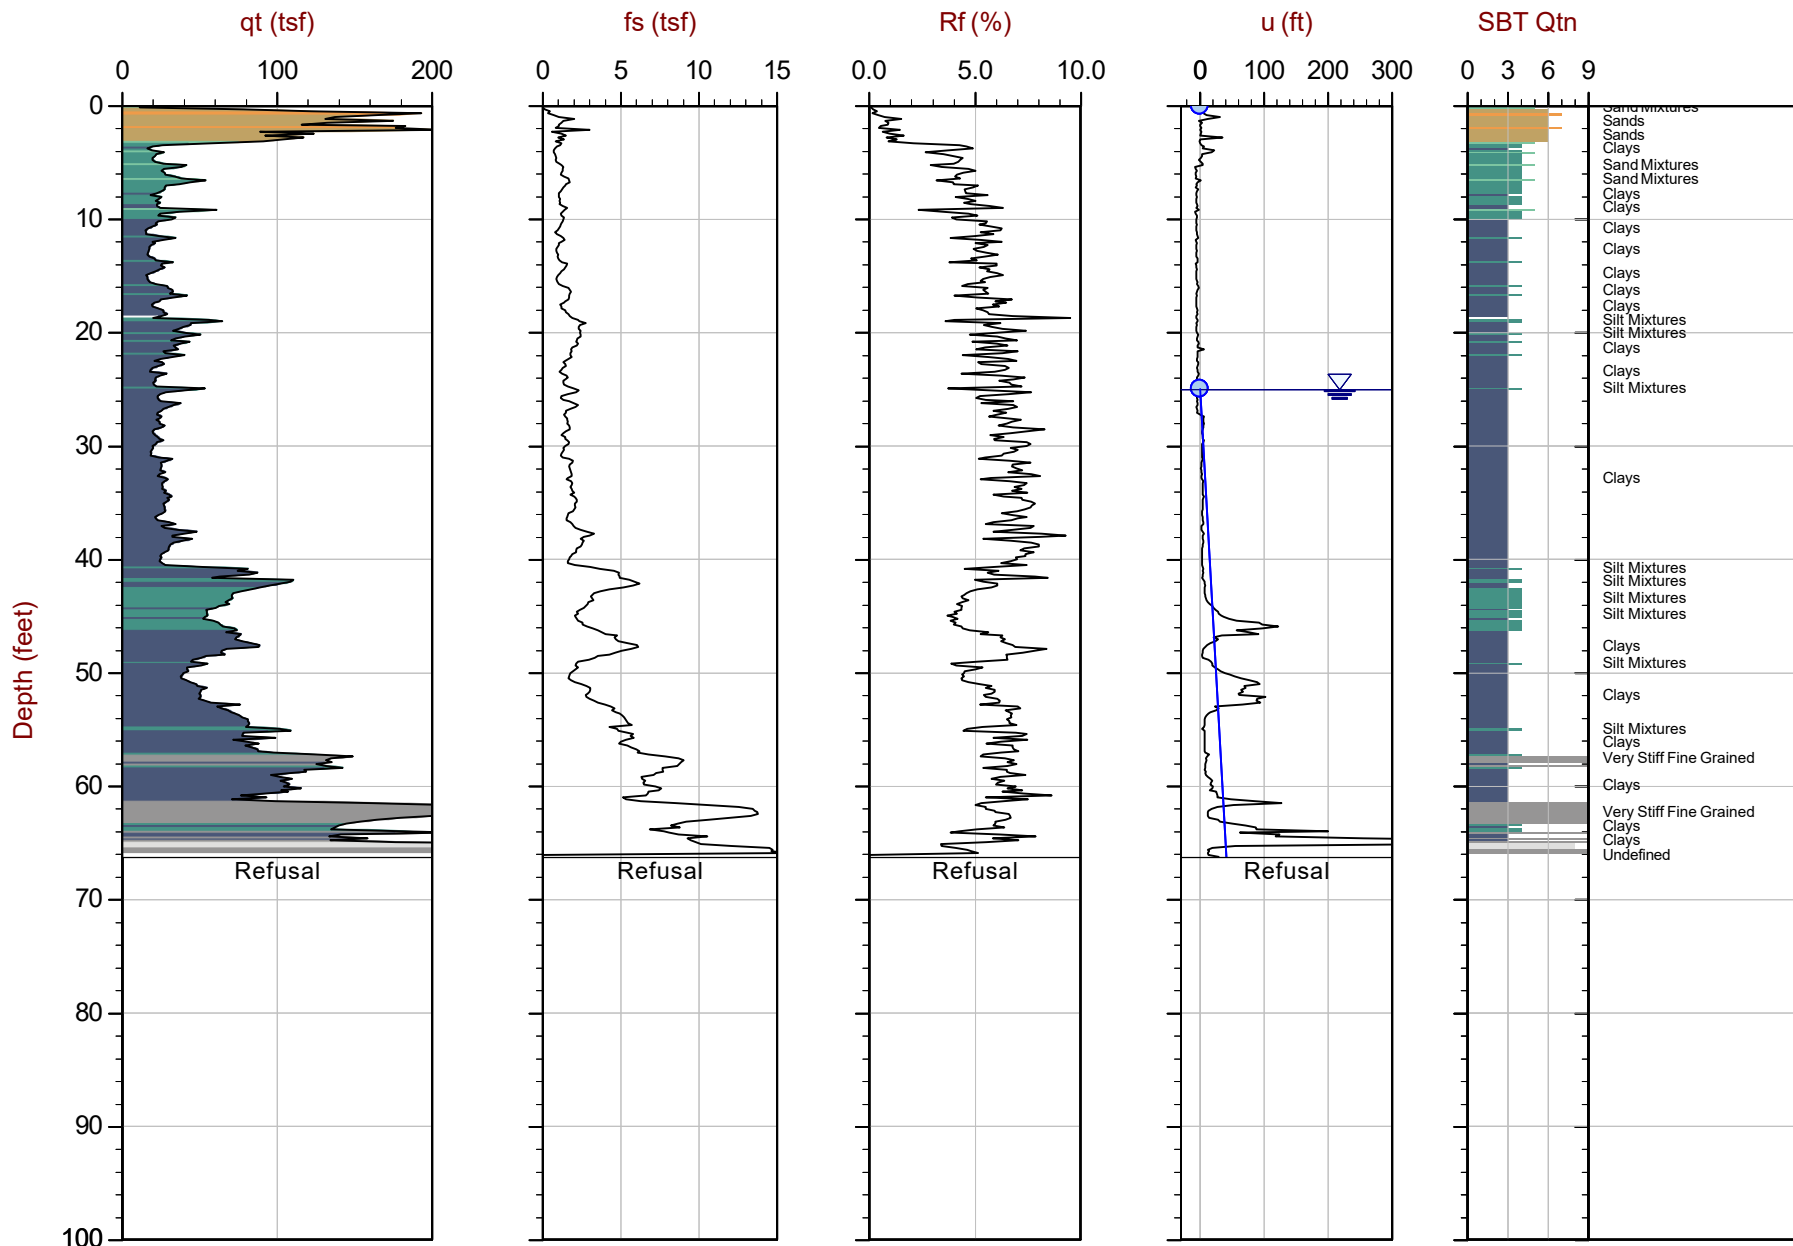 qt (tsf) fs (tsf) Rf (%) u (ft) SBT Qtn
0 100 200 0 5 10 15 0.0 5.0 10.0 0 100 200 300 0 3 6 9
0
10
20
30
40
50
60
70
80
90
100
Depth (feet)
Refusal Refusal Refusal Refusal
Sand Mixtures
Sands
Sands
Clays
Sand Mixtures
Sand Mixtures
Clays
Clays
Clays
Clays
Clays
Clays
Clays
Silt Mixtures
Silt Mixtures
Clays
Clays
Silt Mixtures
Clays
Silt Mixtures
Silt Mixtures
Silt Mixtures
Silt Mixtures
Clays
Silt Mixtures
Clays
Silt Mixtures
Clays
Very Stiff Fine Grained
Clays
Very Stiff Fine Grained
Clays
Clays
Undefined